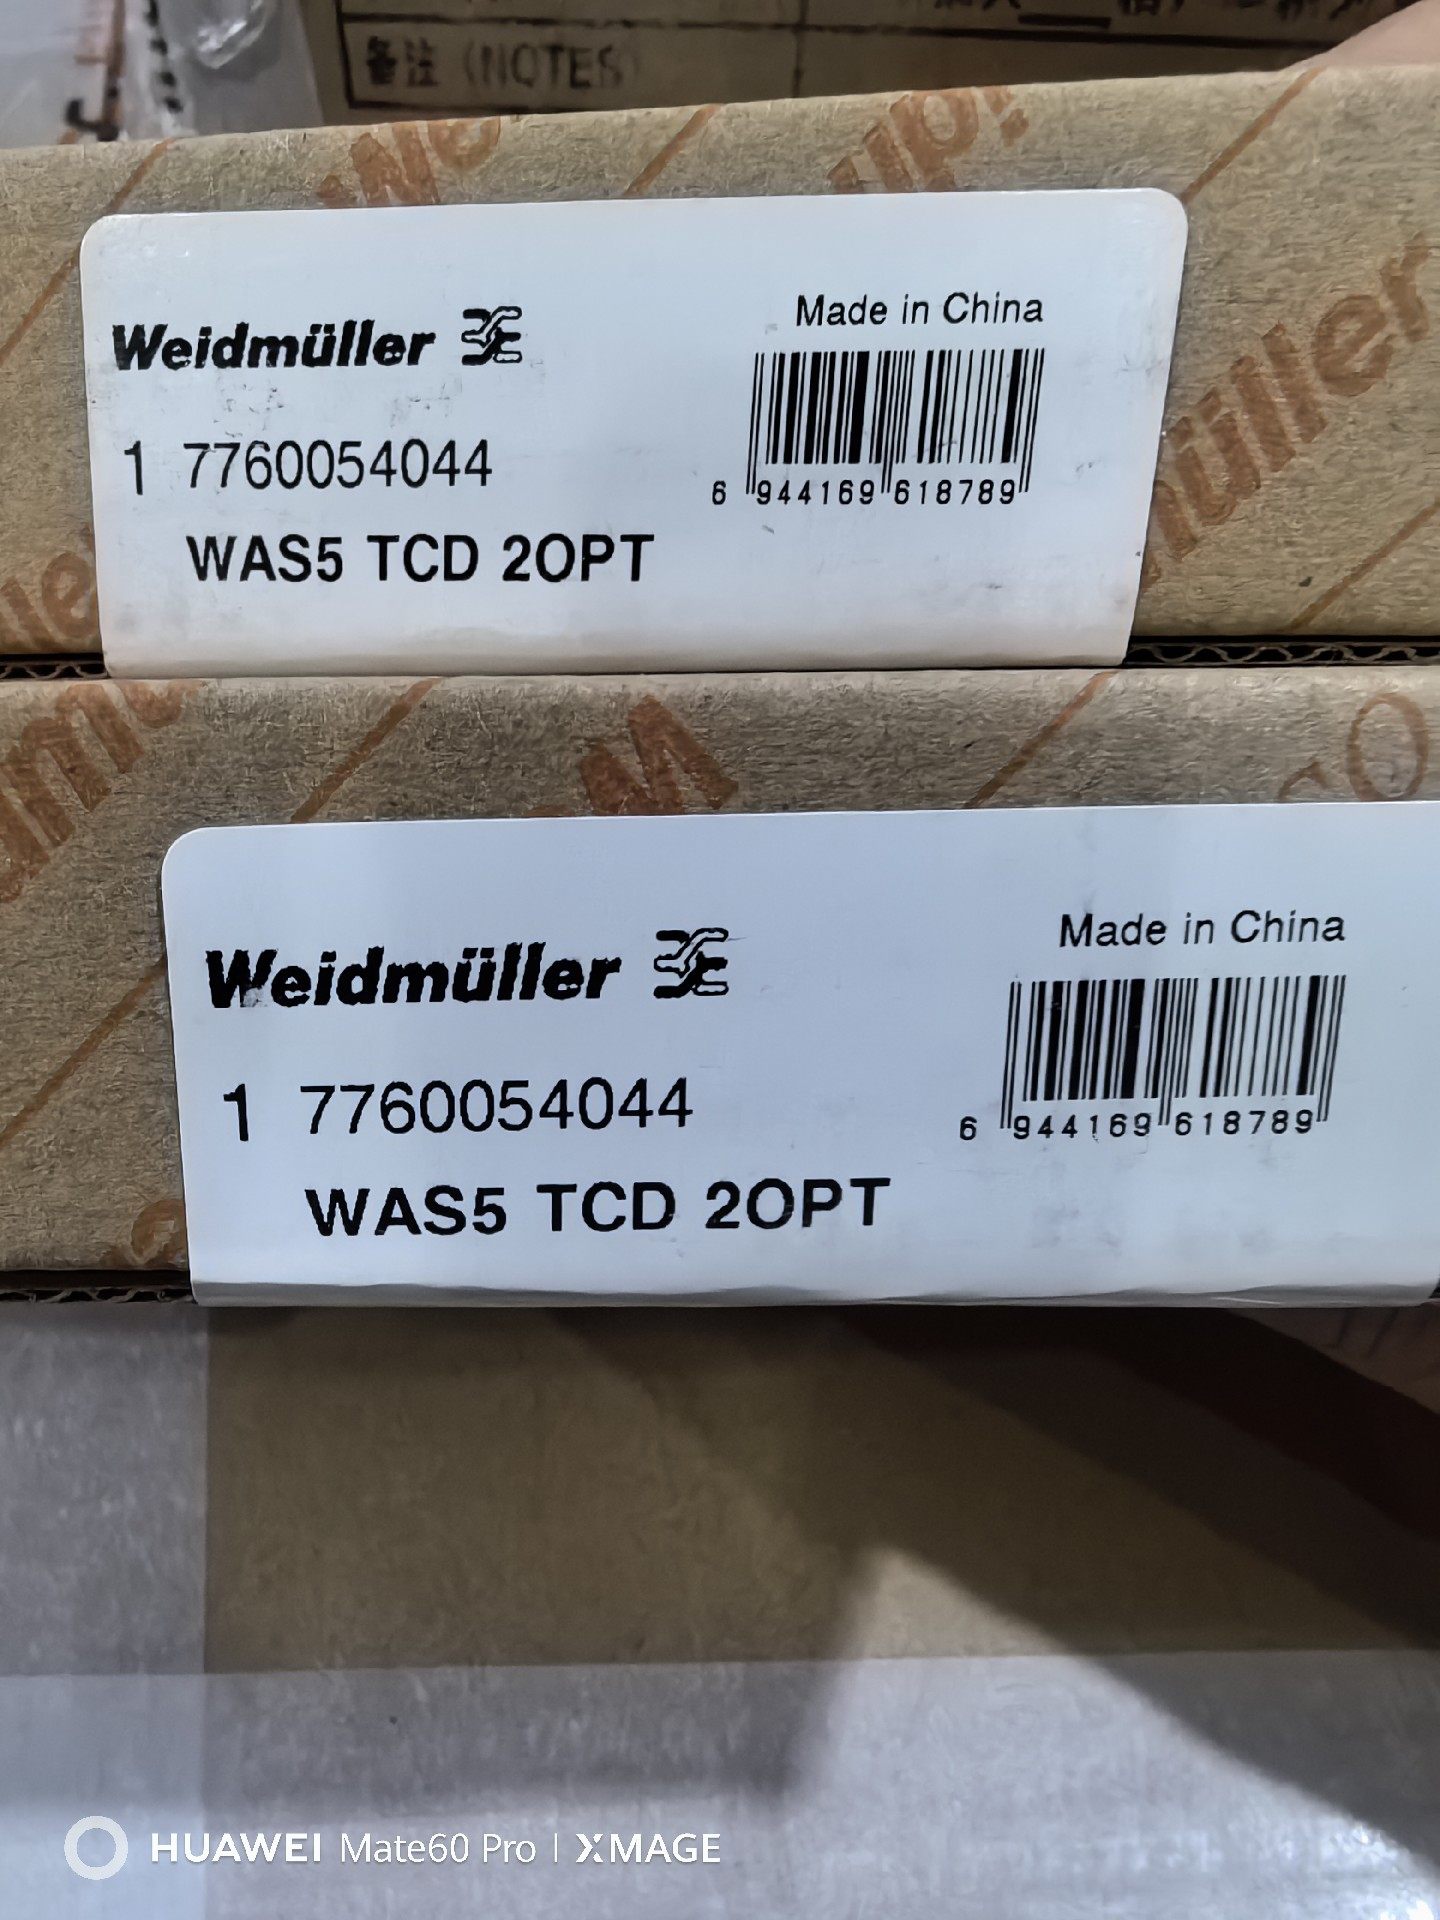 备注 (NOTES)
Weidmüller
Made in China
1 7760054044
6 944169 618789
WAS5 TCD 2OPT
müller
Weidmüller
Made in China
1 7760054044
6 944169 618789
WAS5 TCD 2OPT
HUAWEI Mate60 Pro | XMAGE